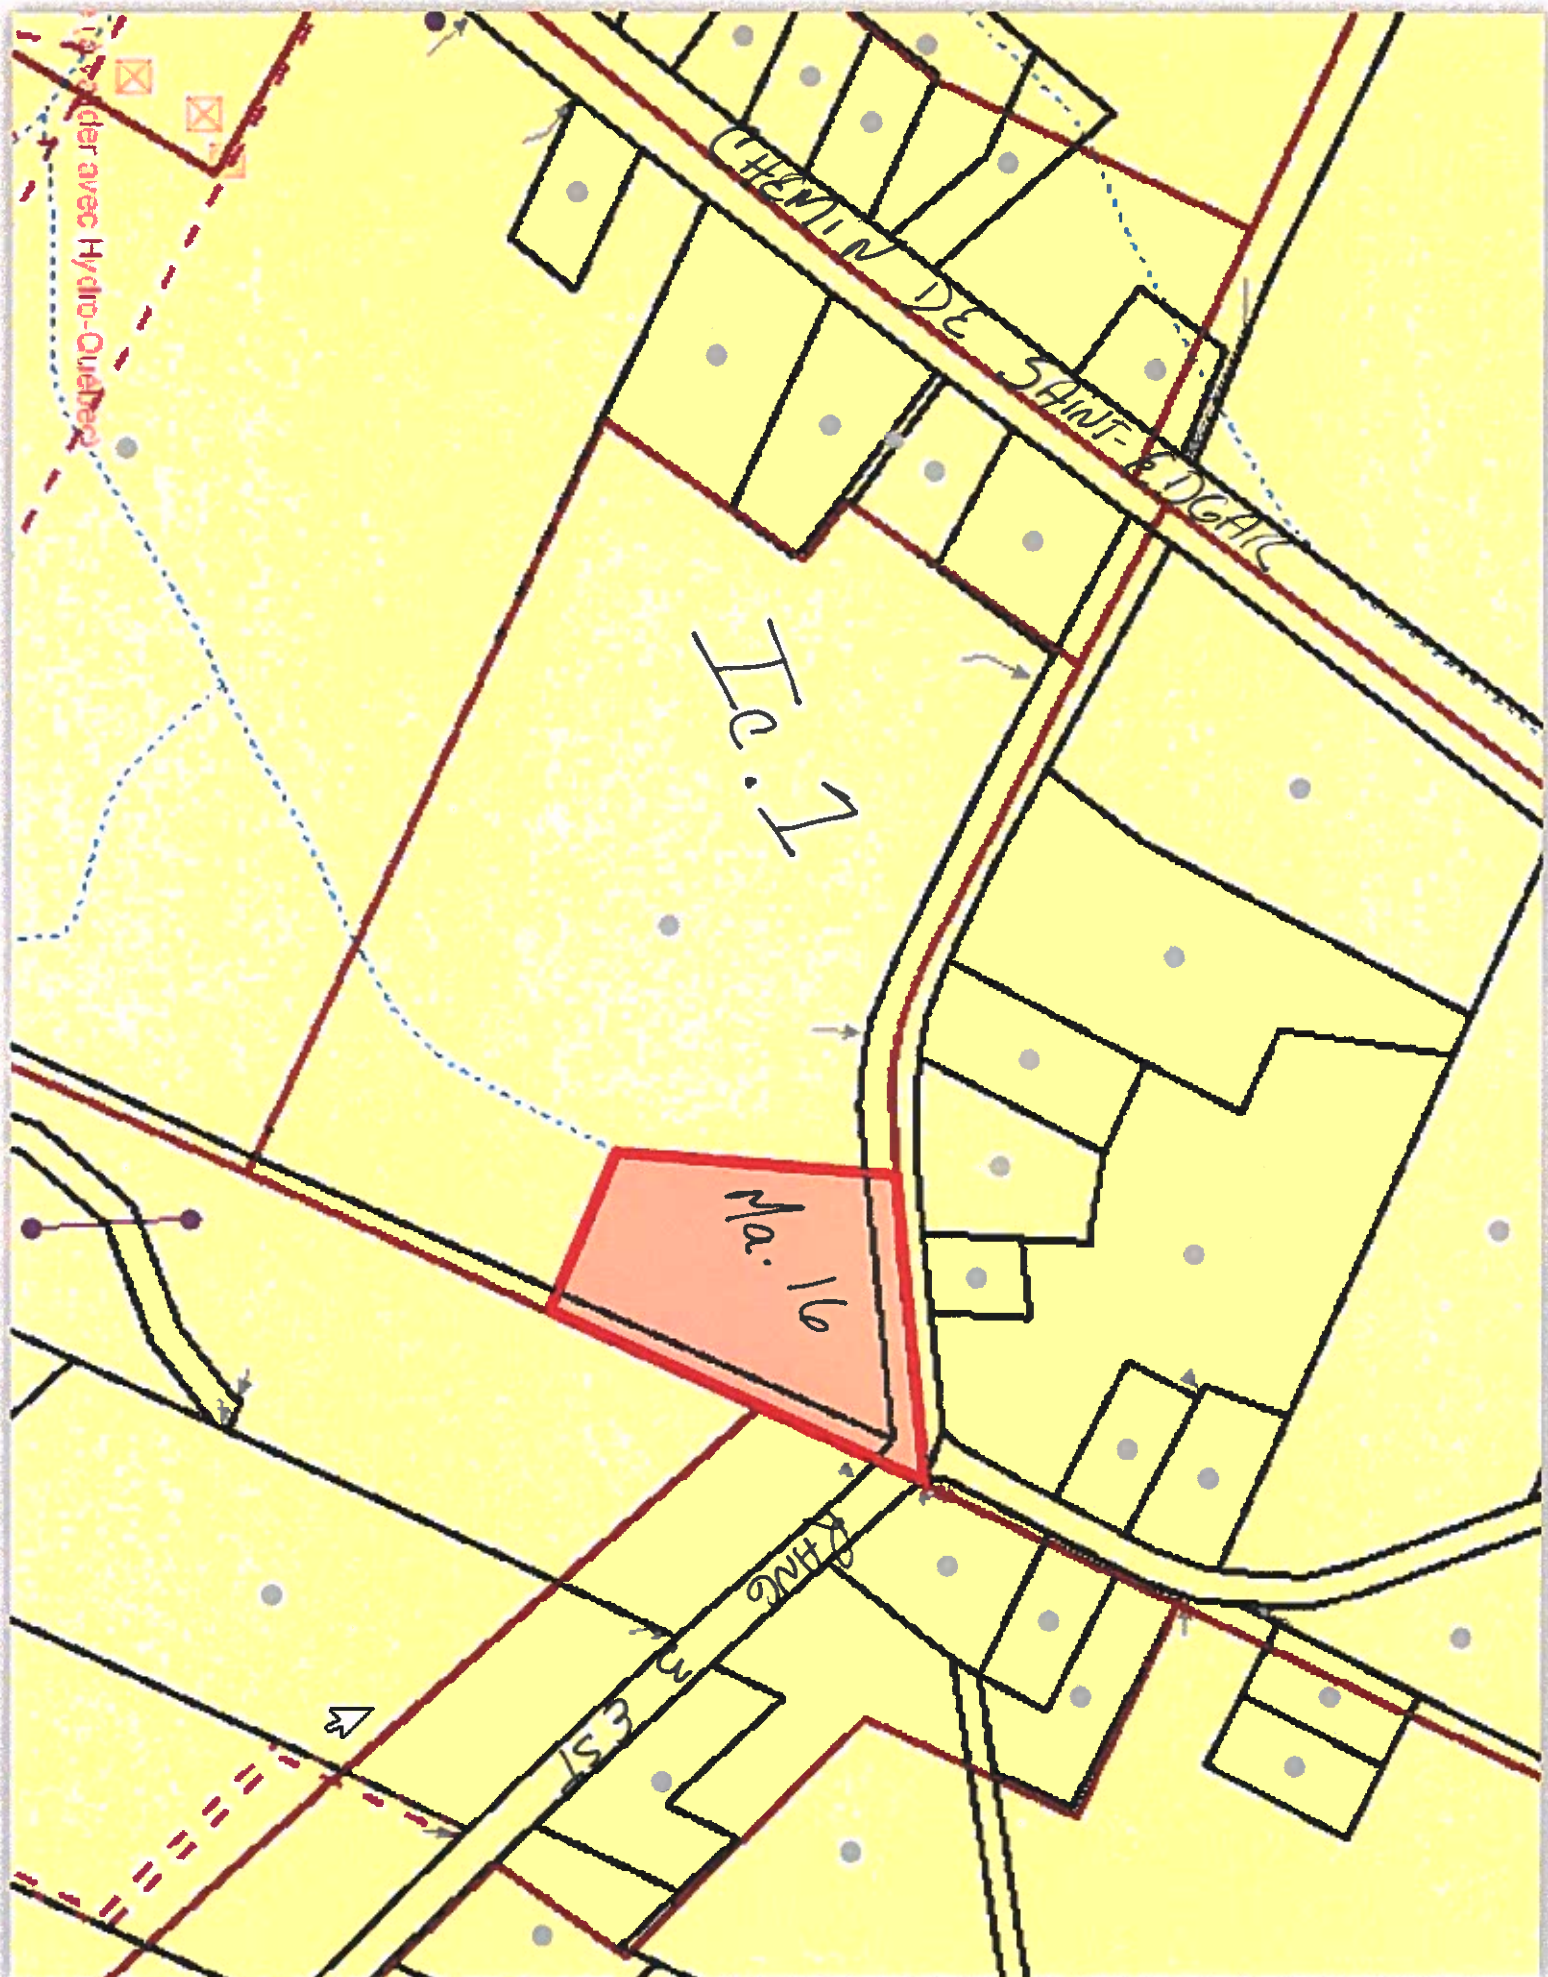 CHEMIN DE SAINT-EDGAR
der avec Hydro-Québec)
Ic.1
Ma.16
RANG 3 EST